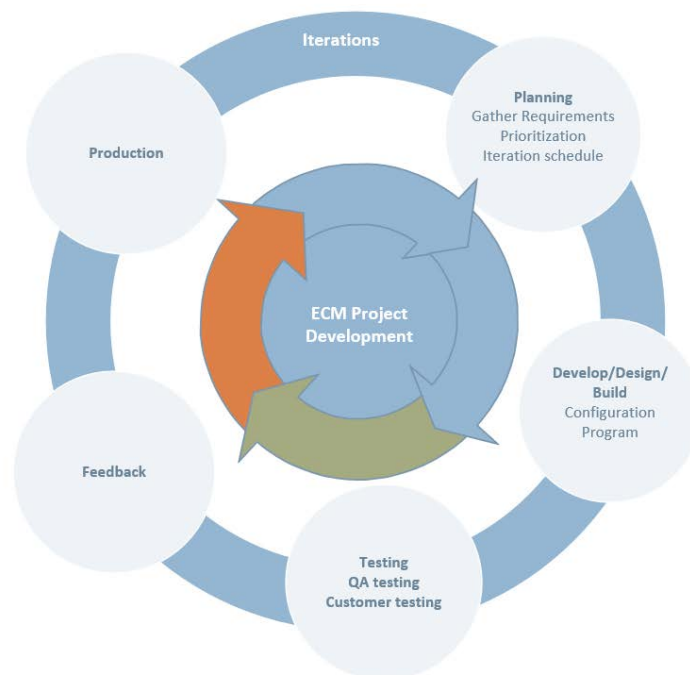 Iterations
Planning
Gather Requirements
Prioritization
Iteration schedule
Production
ECM Project
Development
Develop/Design/
Build
Configuration
Program
Feedback
Testing
QA testing
Customer testing